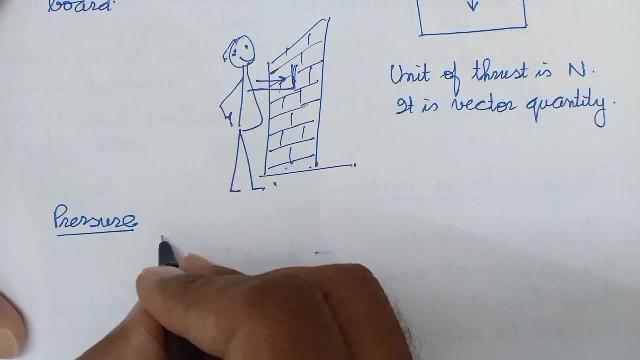 board.
Unit of thrust is N.
It is vector quantity.
Pressure